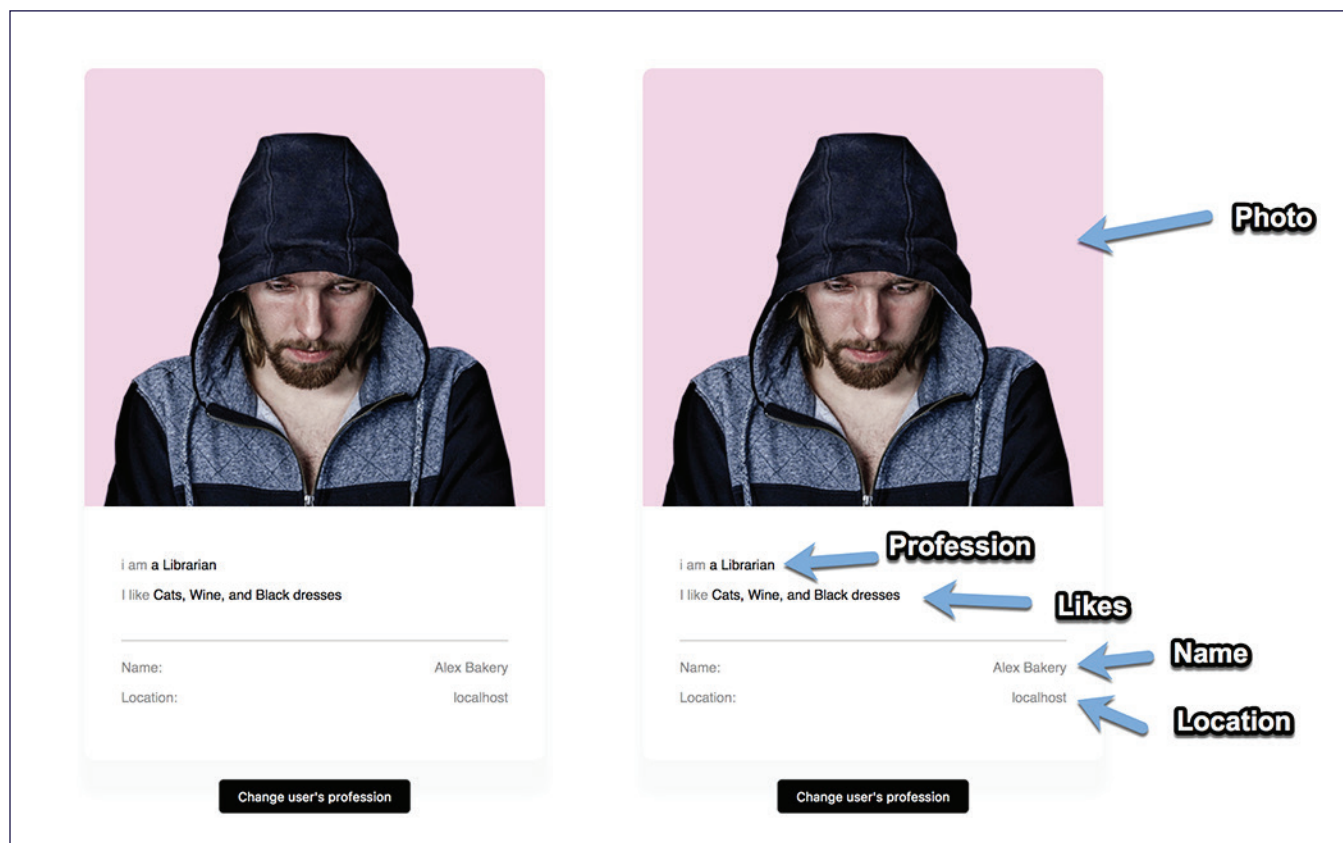 i am a Librarian
I like Cats, Wine, and Black dresses
Name: Alex Bakery
Location: localhost
Change user's profession
Photo
i am a Librarian
Profession
I like Cats, Wine, and Black dresses
Likes
Name: Alex Bakery
Name
Location: localhost
Location
Change user's profession